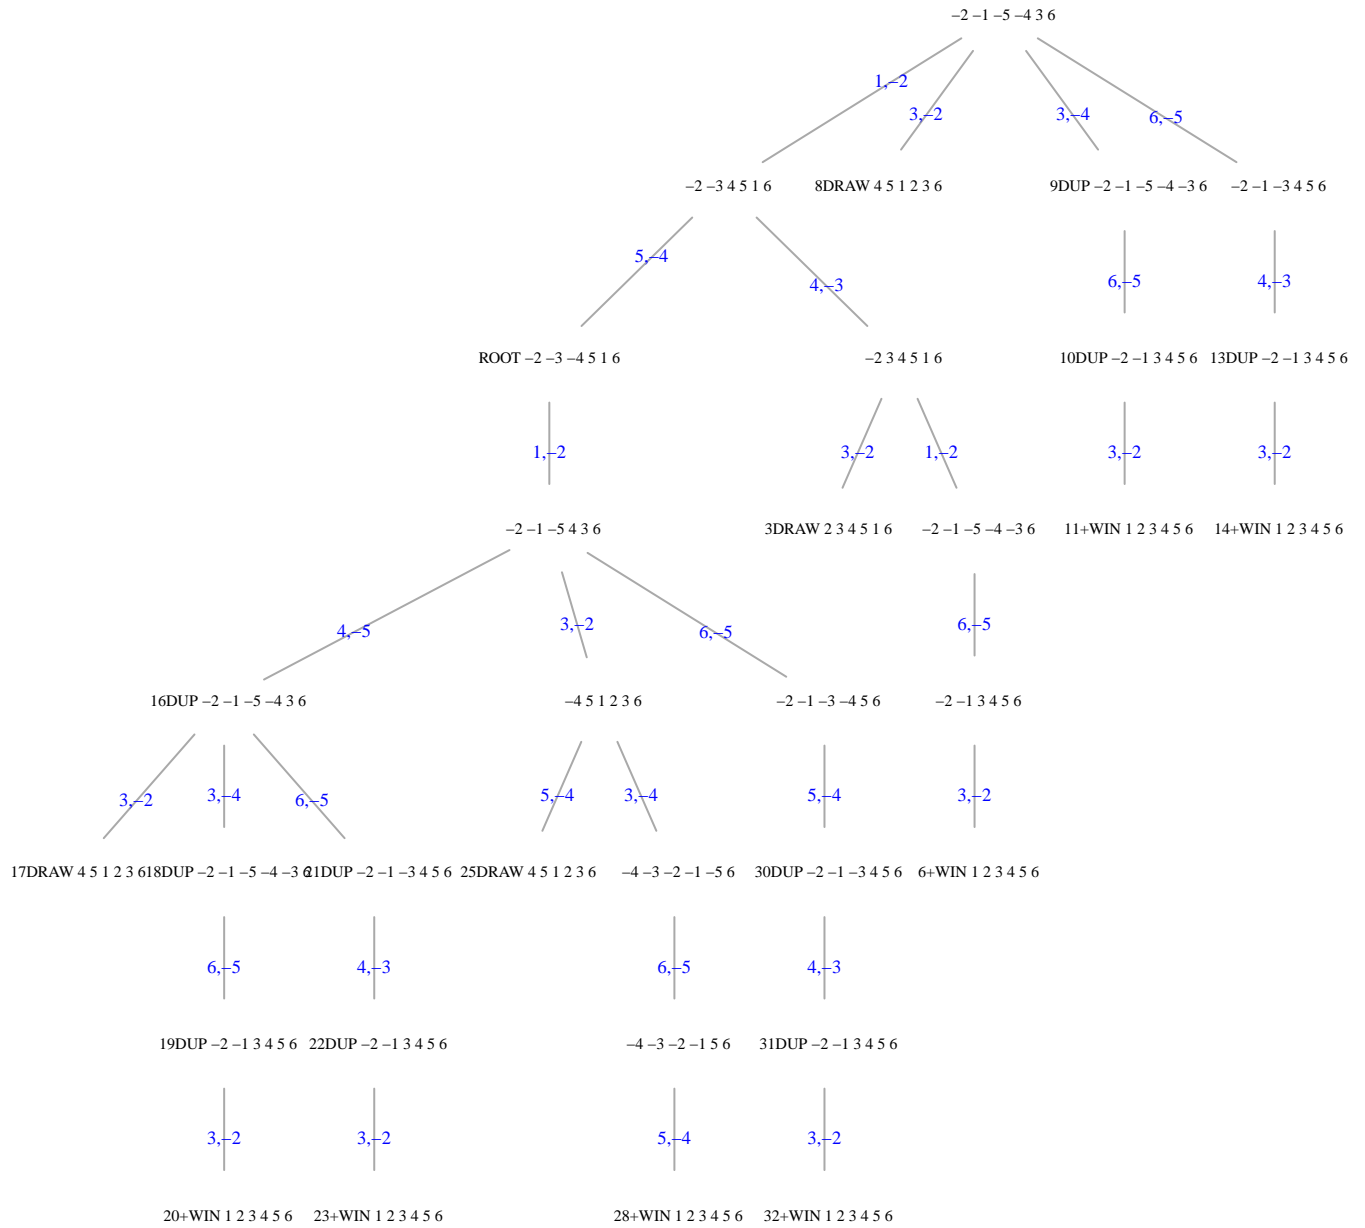 −2 −1 −5 −4 3 6
1,−2
3,−2
3,−4
6,−5
−2 −3 4 5 1 6
8DRAW 4 5 1 2 3 6
9DUP −2 −1 −5 −4 −3 6
−2 −1 −3 4 5 6
5,−4
4,−3
6,−5
4,−3
ROOT −2 −3 −4 5 1 6
−2 3 4 5 1 6
10DUP −2 −1 3 4 5 6
13DUP −2 −1 3 4 5 6
1,−2
3,−2
1,−2
3,−2
3,−2
−2 −1 −5 4 3 6
3DRAW 2 3 4 5 1 6
−2 −1 −5 −4 −3 6
11+WIN 1 2 3 4 5 6
14+WIN 1 2 3 4 5 6
4,−5
3,−2
6,−5
6,−5
16DUP −2 −1 −5 −4 3 6
−4 5 1 2 3 6
−2 −1 −3 −4 5 6
−2 −1 3 4 5 6
3,−2
3,−4
6,−5
5,−4
3,−4
5,−4
3,−2
17DRAW 4 5 1 2 3 6
18DUP −2 −1 −5 −4 −3 6
21DUP −2 −1 −3 4 5 6
25DRAW 4 5 1 2 3 6
−4 −3 −2 −1 −5 6
30DUP −2 −1 −3 4 5 6
6+WIN 1 2 3 4 5 6
6,−5
4,−3
6,−5
4,−3
19DUP −2 −1 3 4 5 6
22DUP −2 −1 3 4 5 6
−4 −3 −2 −1 5 6
31DUP −2 −1 3 4 5 6
3,−2
3,−2
5,−4
3,−2
20+WIN 1 2 3 4 5 6
23+WIN 1 2 3 4 5 6
28+WIN 1 2 3 4 5 6
32+WIN 1 2 3 4 5 6